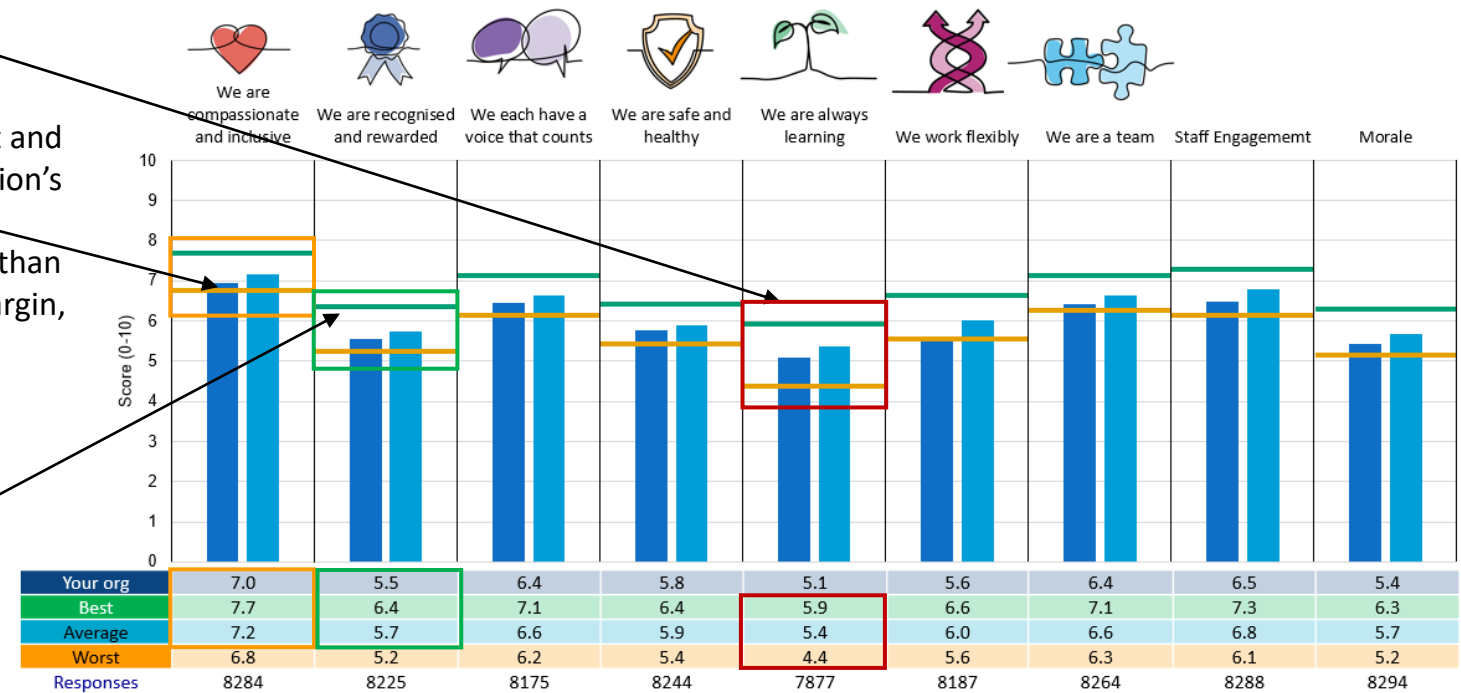 : and
ion's
than
argin,
We are
compassionate
and inclusive
We are recognised
and rewarded
We each have a
voice that counts
We are safe and
healthy
We are always
learning
We work flexibly
We are a team
Staff Engagememt
Morale
Score (0-10)
10
9
8
7
6
5
4
3
2
1
0
Your org 7.0 5.5 6.4 5.8 5.1 5.6 6.4 6.5 5.4
Best 7.7 6.4 7.1 6.4 5.9 6.6 7.1 7.3 6.3
Average 7.2 5.7 6.6 5.9 5.4 6.0 6.6 6.8 5.7
Worst 6.8 5.2 6.2 5.4 4.4 5.6 6.3 6.1 5.2
Responses 8284 8225 8175 8244 7877 8187 8264 8288 8294